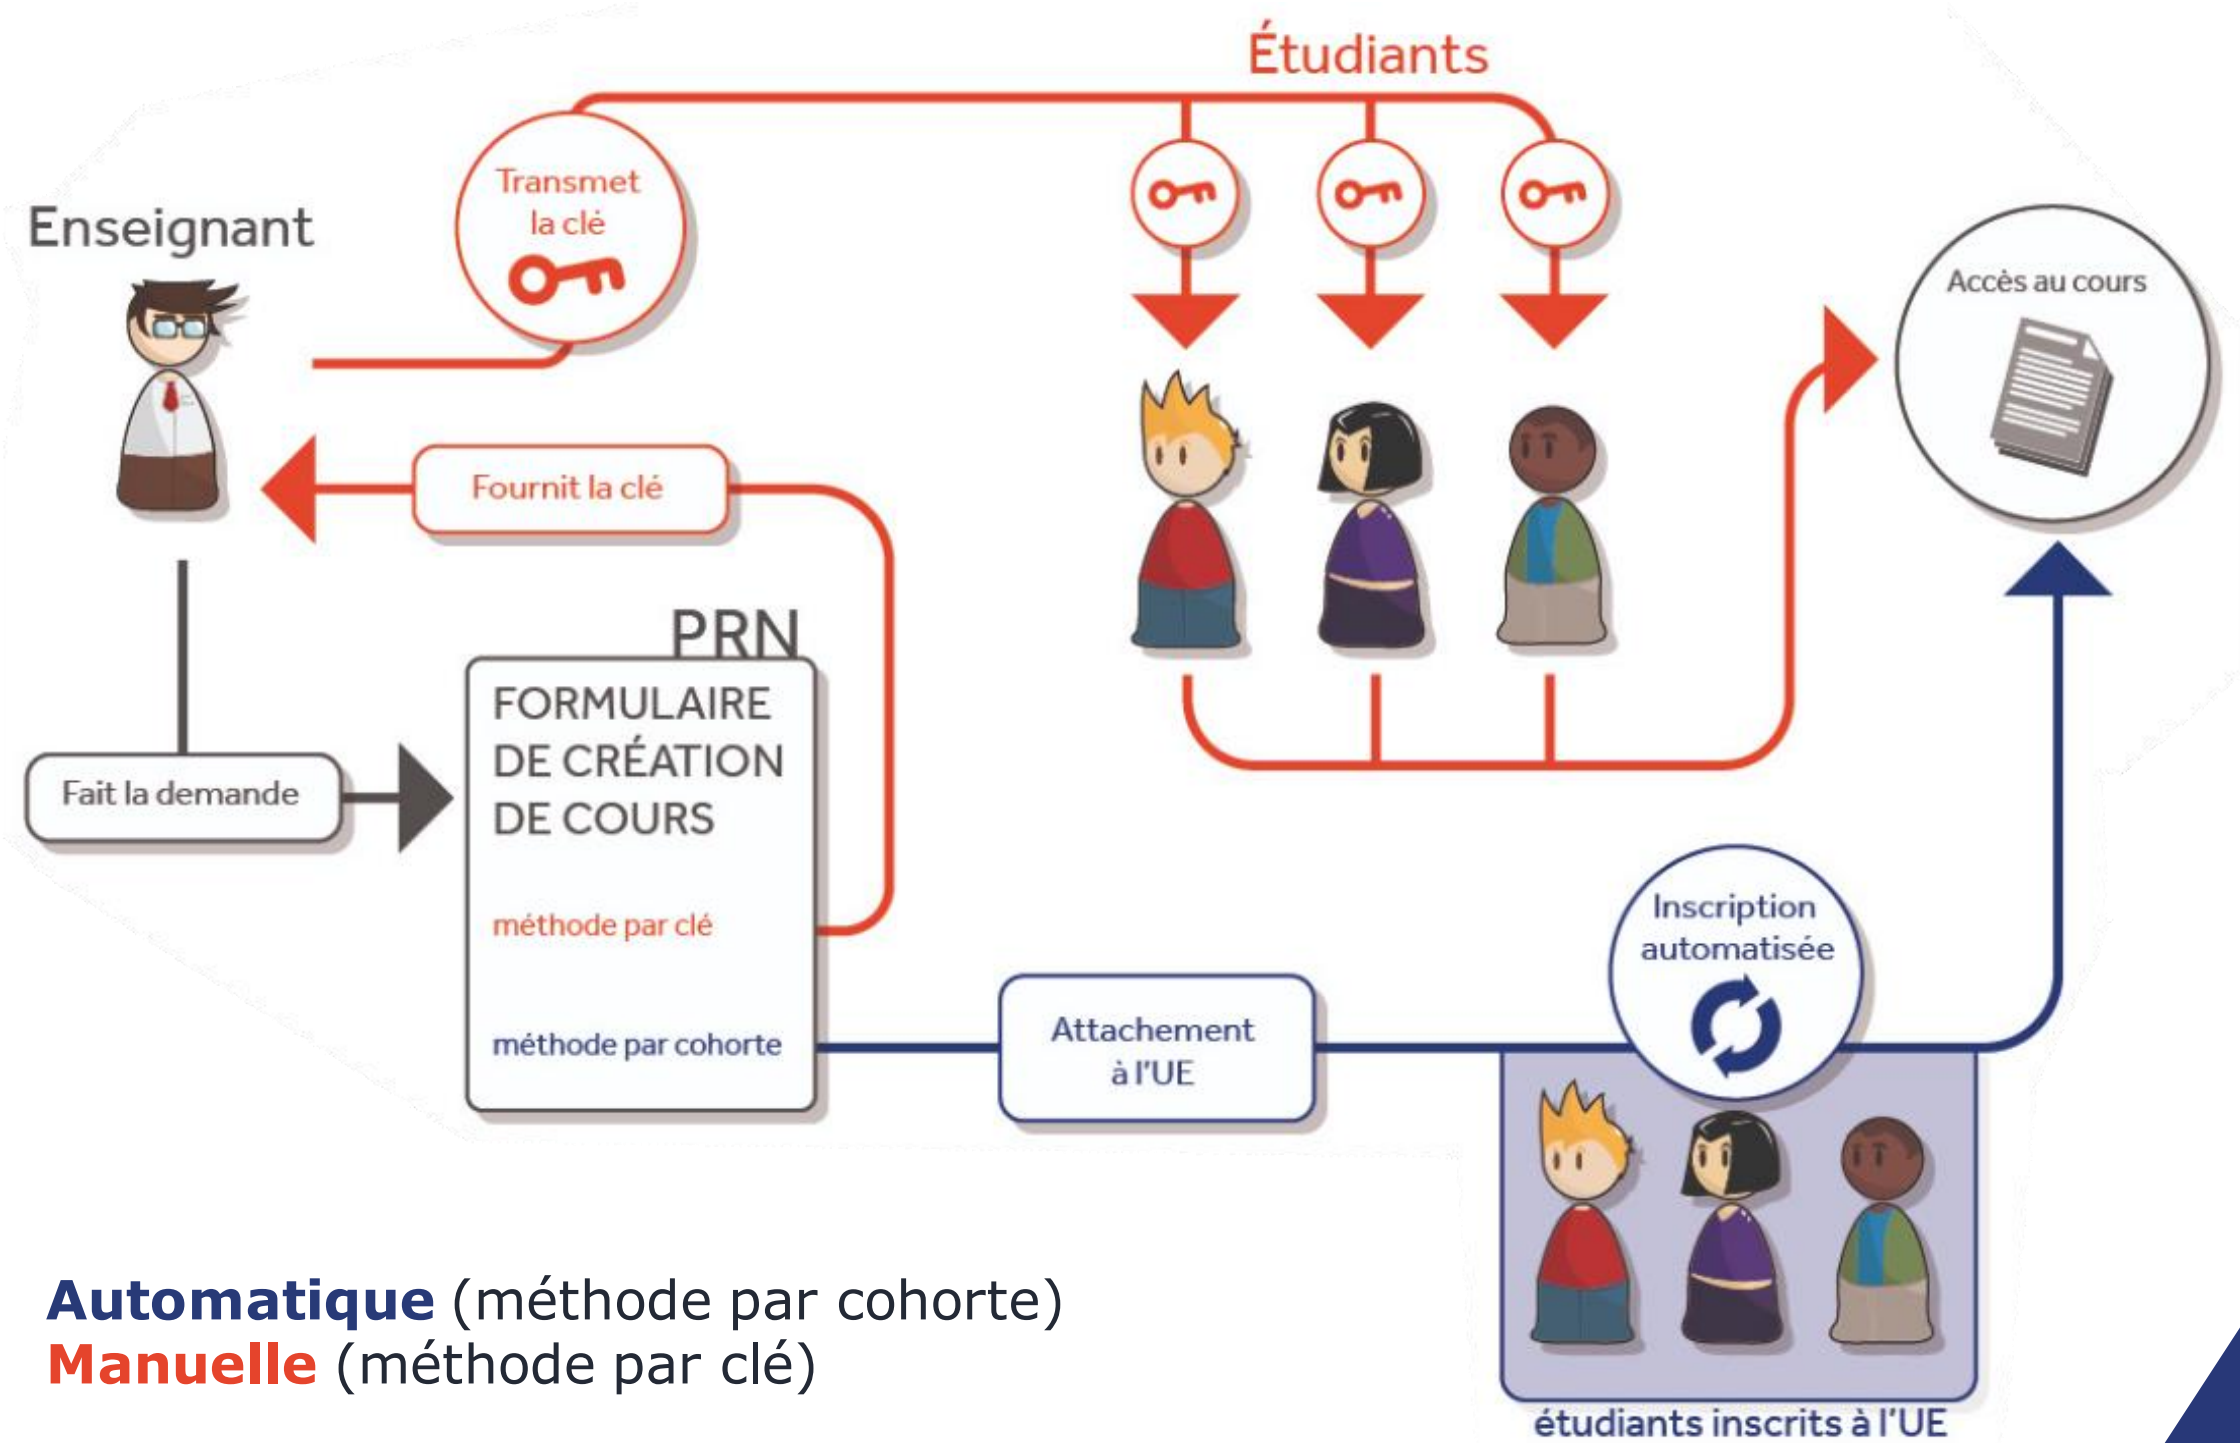 Étudiants
Transmet
la clé
Enseignant
Accès au cours
Fournit la clé
PRN
FORMULAIRE
DE CRÉATION
DE COURS
Fait la demande
méthode par clé
méthode par cohorte
Attachement
à l'UE
Inscription
automatisée
étudiants inscrits à l'UE
Automatique (méthode par cohorte)
Manuelle (méthode par clé)